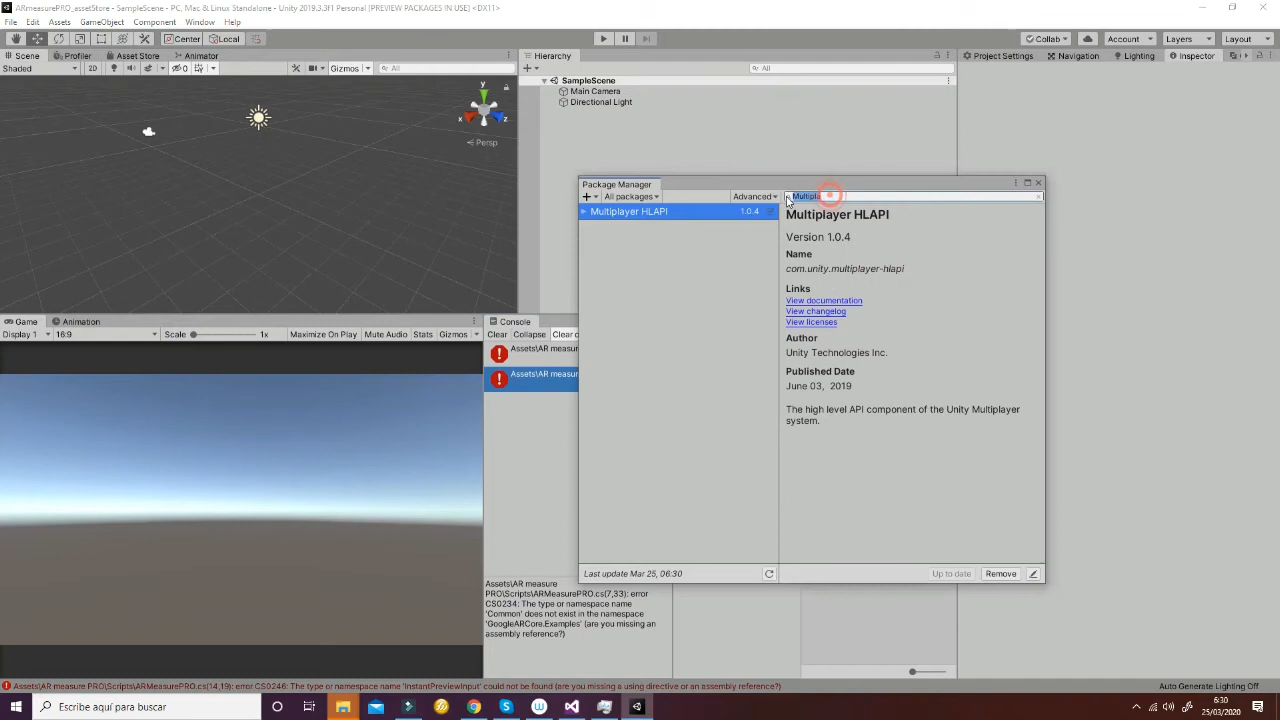 ARmeasurePRO_assetStore - SampleScene - PC, Mac & Linux Standalone - Unity 2019.3.3f1 Personal [PREVIEW PACKAGES IN USE] <DX11>
File Edit Assets GameObject Component Window Help
Center Local
Collab Account Layers Layout
Scene Profiler Asset Store Animator
Shaded 2D 0 Gizmos All
Hierarchy
All
Project Settings Navigation Lighting Inspector
SampleScene
Main Camera
Directional Light
y
x z
Persp
Package Manager
All packages Advanced Multipla
Multiplayer HLAPI 1.0.4
Multiplayer HLAPI
Version 1.0.4
Name
com.unity.multiplayer-hlapi
Links
View documentation
View changelog
View licenses
Author
Unity Technologies Inc.
Published Date
June 03, 2019
The high level API component of the Unity Multiplayer
system.
Last update Mar 25, 06:30
Up to date Remove
Game Animation
Display 1 16:9 Scale 1x Maximize On Play Mute Audio Stats Gizmos
Console
Clear Collapse Clear o
Assets\AR measur
Assets\AR measur
Assets\AR measure
PRO\Scripts\ARMeasurePRO.cs(7,33): error
CS0234: The type or namespace name
'Common' does not exist in the namespace
'GoogleARCore.Examples' (are you missing an
assembly reference?)
Assets\AR measure PRO\Scripts\ARMeasurePRO.cs(14,19): error CS0246: The type or namespace name 'InstantPreviewInput' could not be found (are you missing a using directive or an assembly reference?)
Auto Generate Lighting Off
Escribe aquí para buscar
6:30
25/03/2020